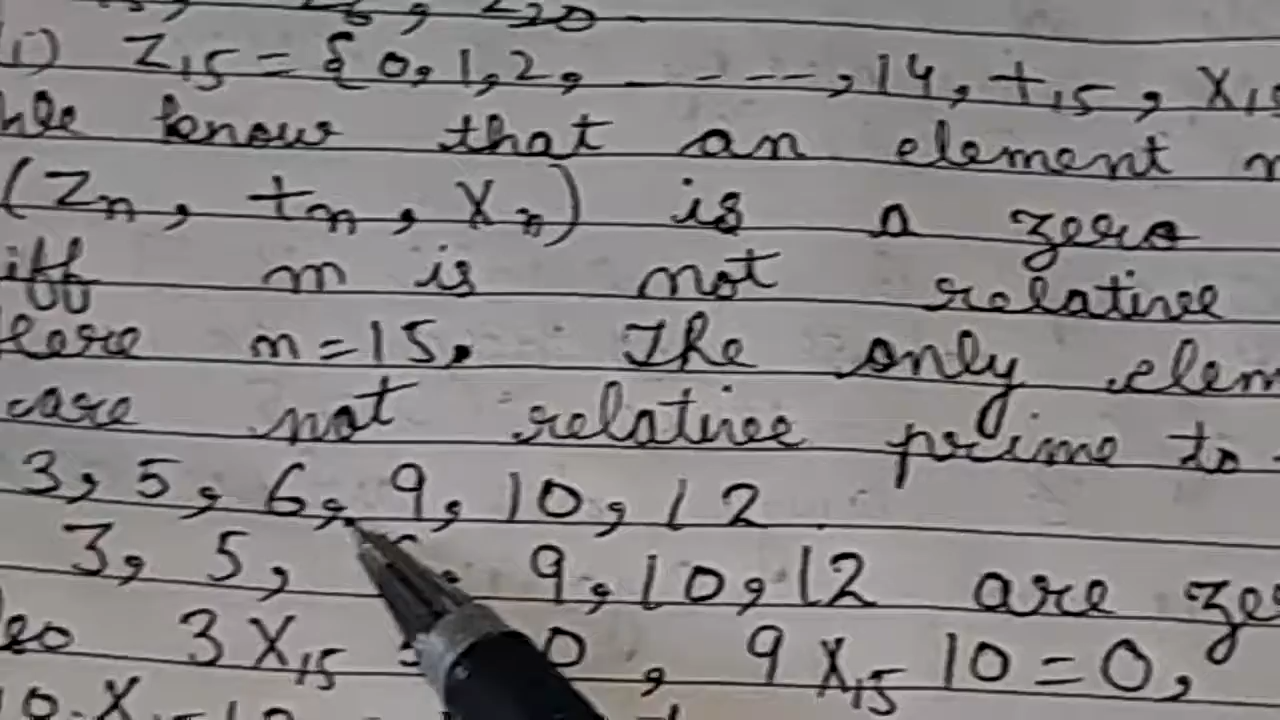 , Z20
i) Z15 = {0, 1, 2, ----, 14, +15, X15
We know that an element
(Zn, +n, Xn) is a zero
iff m is not relative
Here n=15. The only elem
are not relative prime to
3, 5, 6, 9, 10, 12
3, 5, 9, 10, 12 are ze
3 X15 0, 9 X15 10 = 0,